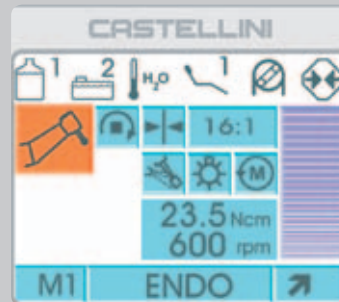 CASTELLINI
1 2 H₂O 1
16:1
M
23.5 Ncm
600 rpm
M1 ENDO